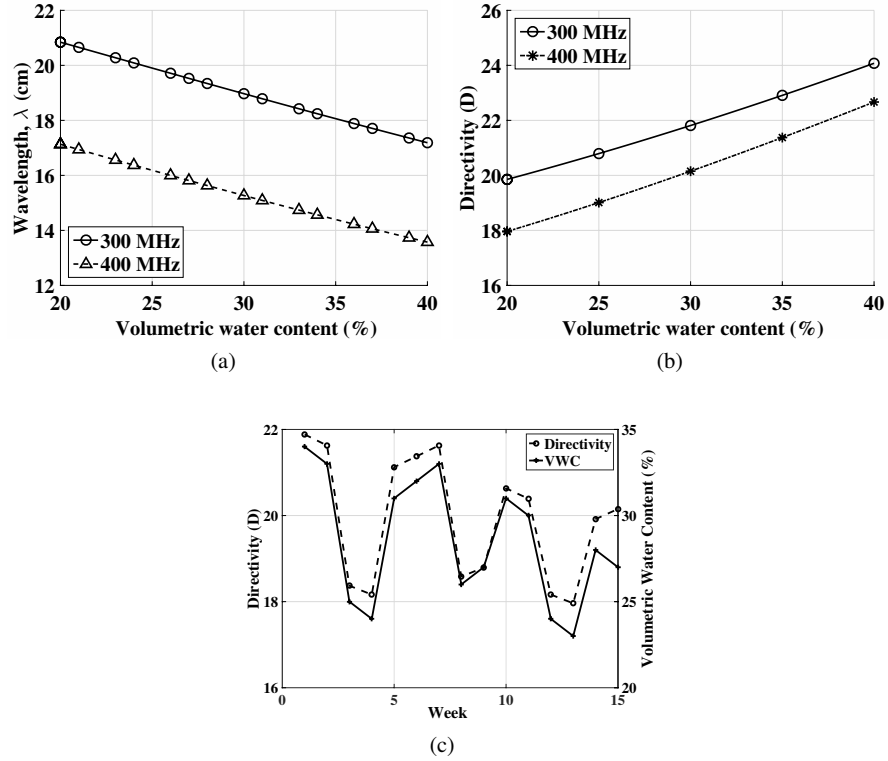 22
20
18
16
14
12
Wavelength, λ (cm)
300 MHz
400 MHz
20 25 30 35 40
Volumetric water content (%)
(a)
26
24
22
20
18
16
Directivity (D)
300 MHz
400 MHz
20 25 30 35 40
Volumetric water content (%)
(b)
22
20
18
16
Directivity (D)
Directivity
VWC
35
30
25
20
Volumetric Water Content (%)
0 5 10 15
Week
(c)